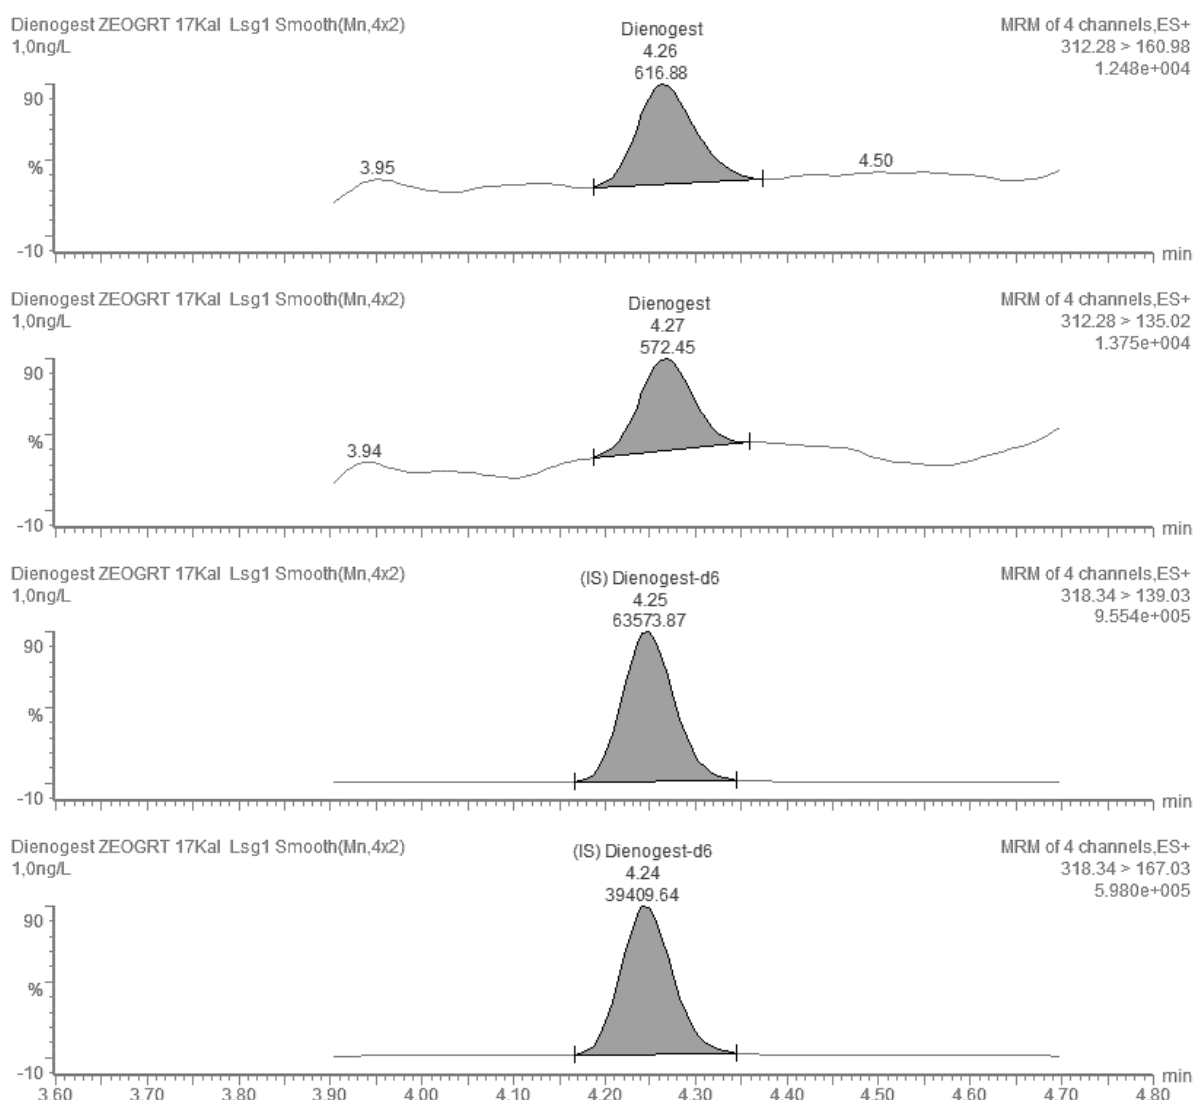 Dienogest ZEOGRT 17Kal Lsg1 Smooth(Mn,4x2)
1,0ng/L
MRM of 4 channels,ES+
312.28 > 160.98
1.248e+004
Dienogest
4.26
616.88
3.95
4.50
90
%
-10
min
Dienogest ZEOGRT 17Kal Lsg1 Smooth(Mn,4x2)
1,0ng/L
MRM of 4 channels,ES+
312.28 > 135.02
1.375e+004
Dienogest
4.27
572.45
3.94
90
%
-10
min
Dienogest ZEOGRT 17Kal Lsg1 Smooth(Mn,4x2)
1,0ng/L
MRM of 4 channels,ES+
318.34 > 139.03
9.554e+005
(IS) Dienogest-d6
4.25
63573.87
90
%
-10
min
Dienogest ZEOGRT 17Kal Lsg1 Smooth(Mn,4x2)
1,0ng/L
MRM of 4 channels,ES+
318.34 > 167.03
5.980e+005
(IS) Dienogest-d6
4.24
39409.64
90
%
-10
min
3.60 3.70 3.80 3.90 4.00 4.10 4.20 4.30 4.40 4.50 4.60 4.70 4.80